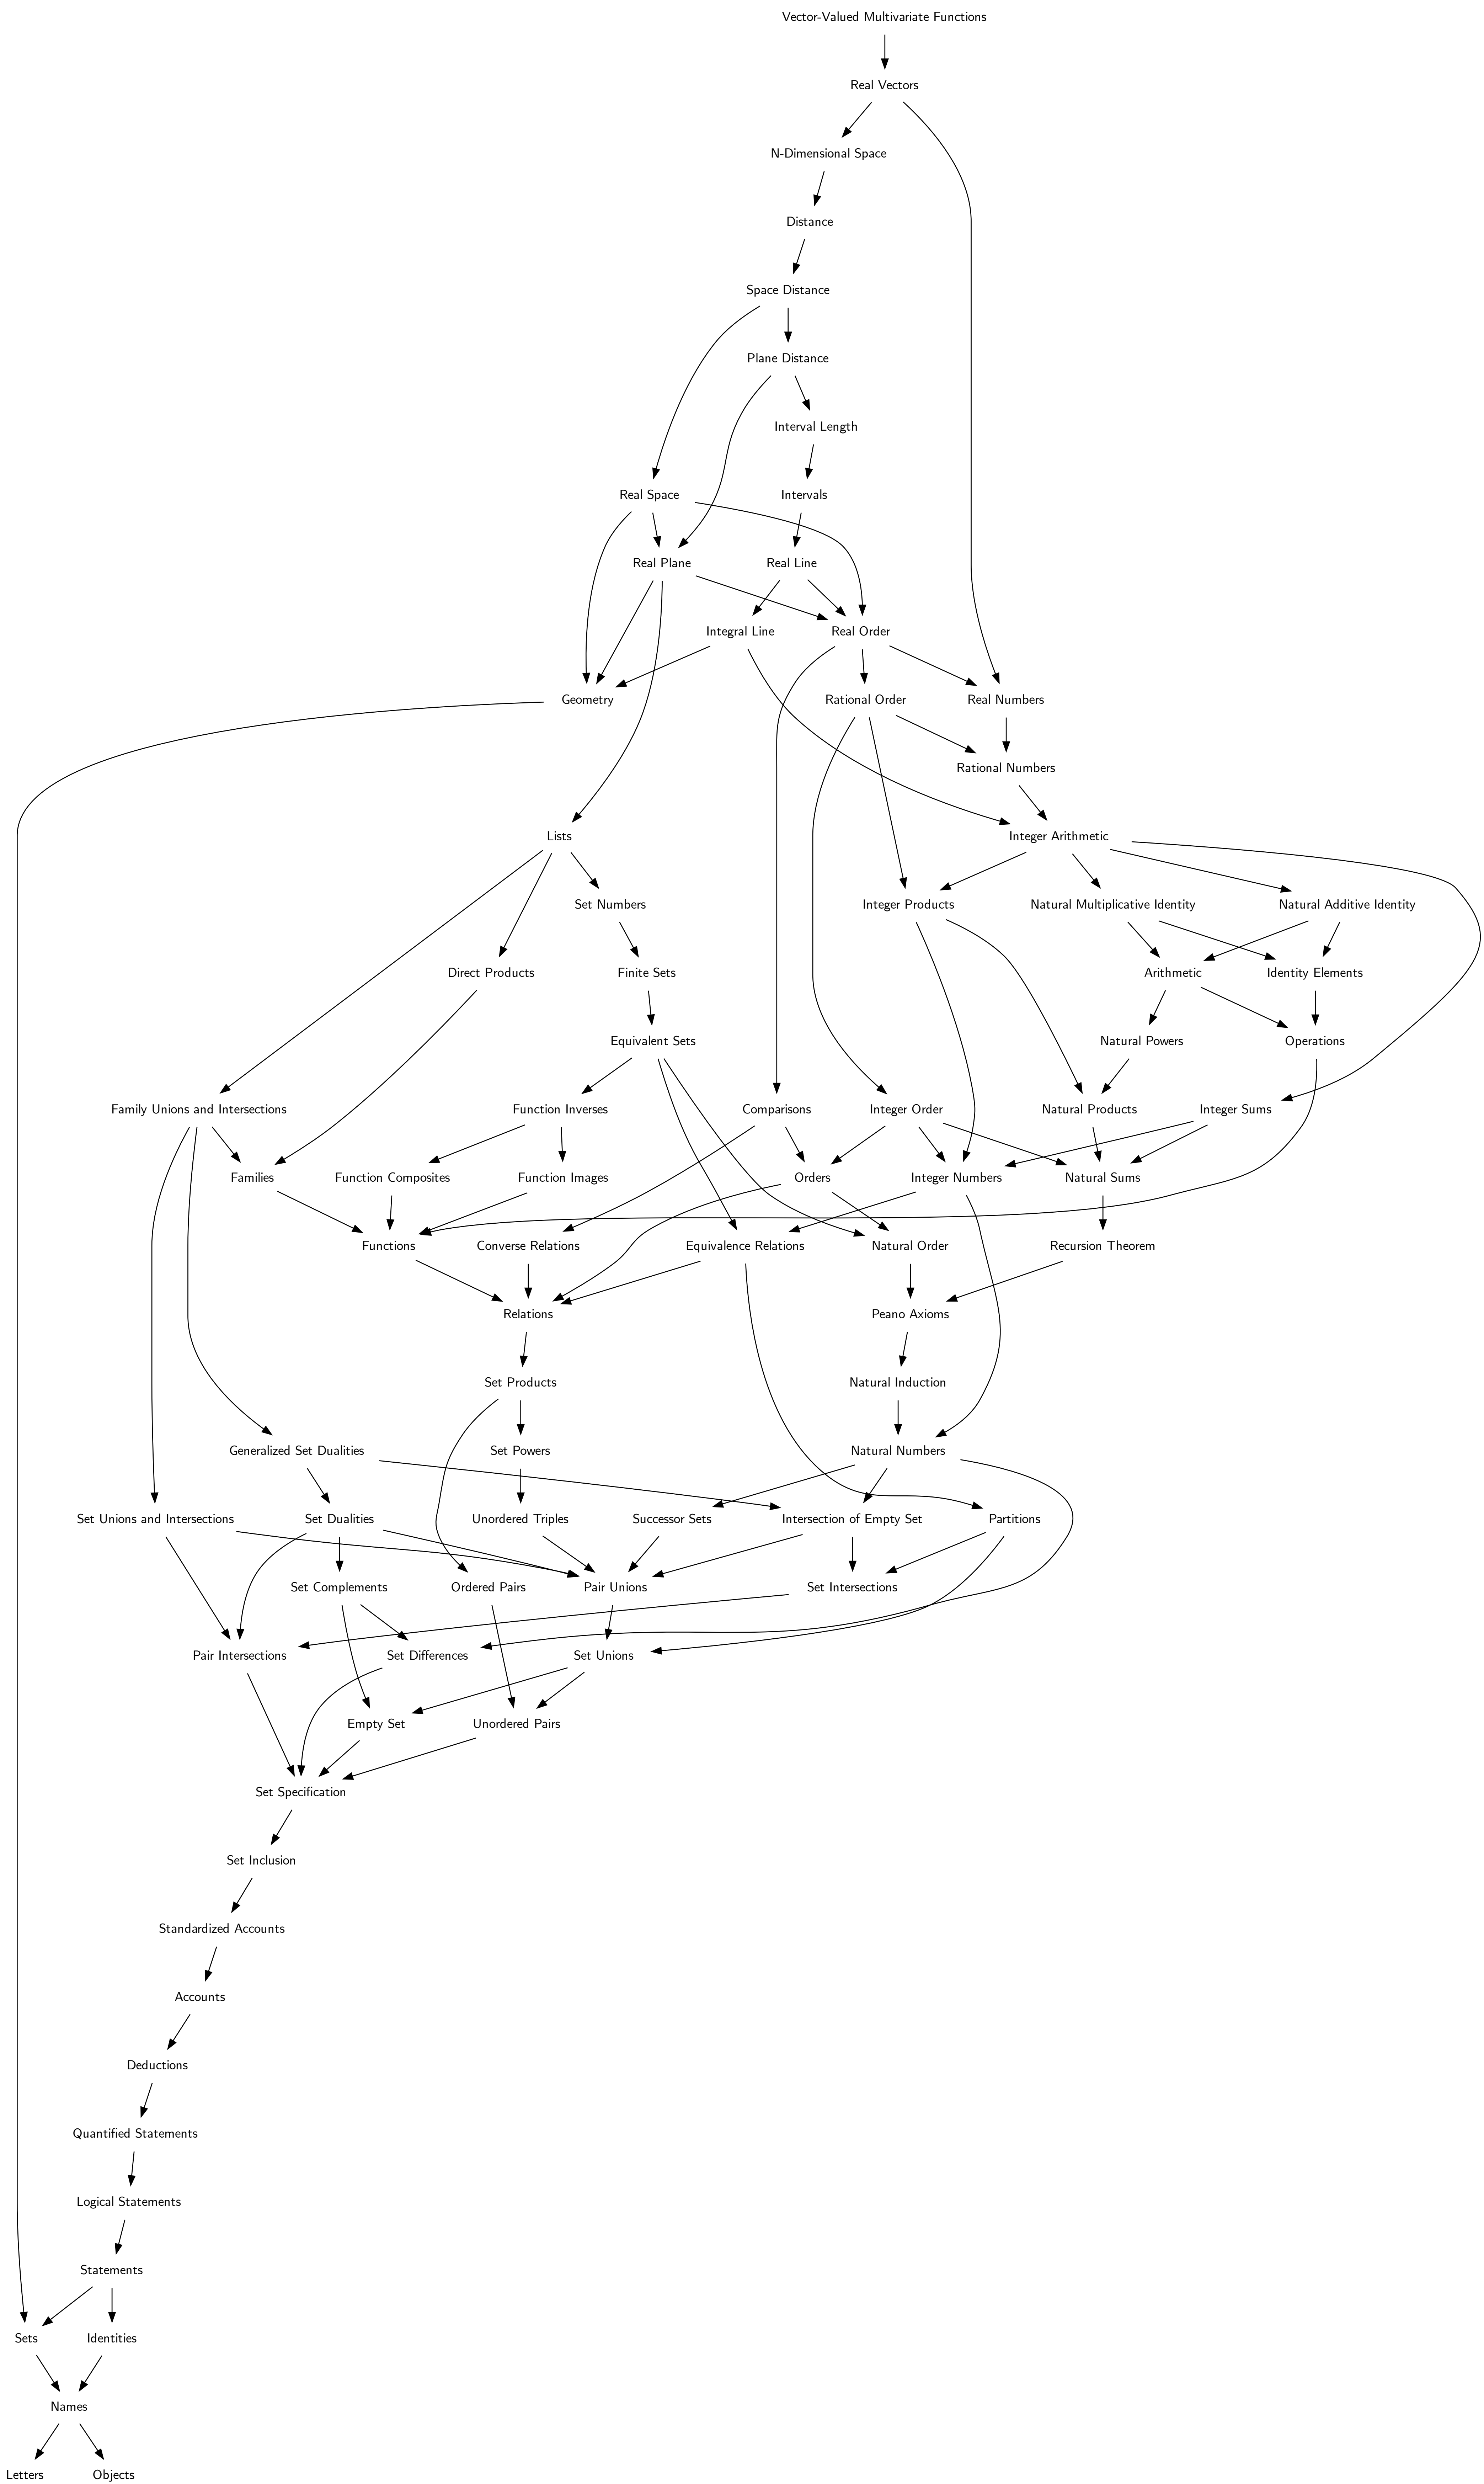 Vector-Valued Multivariate Functions
Real Vectors
N-Dimensional Space
Distance
Space Distance
Plane Distance
Interval Length
Real Space
Intervals
Real Plane
Real Line
Integral Line
Real Order
Geometry
Rational Order
Real Numbers
Rational Numbers
Lists
Integer Arithmetic
Set Numbers
Integer Products
Natural Multiplicative Identity
Natural Additive Identity
Direct Products
Finite Sets
Arithmetic
Identity Elements
Equivalent Sets
Natural Powers
Operations
Family Unions and Intersections
Function Inverses
Comparisons
Integer Order
Natural Products
Integer Sums
Families
Function Composites
Function Images
Orders
Integer Numbers
Natural Sums
Functions
Converse Relations
Equivalence Relations
Natural Order
Recursion Theorem
Relations
Peano Axioms
Set Products
Natural Induction
Generalized Set Dualities
Set Powers
Natural Numbers
Set Unions and Intersections
Set Dualities
Unordered Triples
Successor Sets
Intersection of Empty Set
Partitions
Set Complements
Ordered Pairs
Pair Unions
Set Intersections
Pair Intersections
Set Differences
Set Unions
Empty Set
Unordered Pairs
Set Specification
Set Inclusion
Standardized Accounts
Accounts
Deductions
Quantified Statements
Logical Statements
Statements
Sets
Identities
Names
Letters
Objects